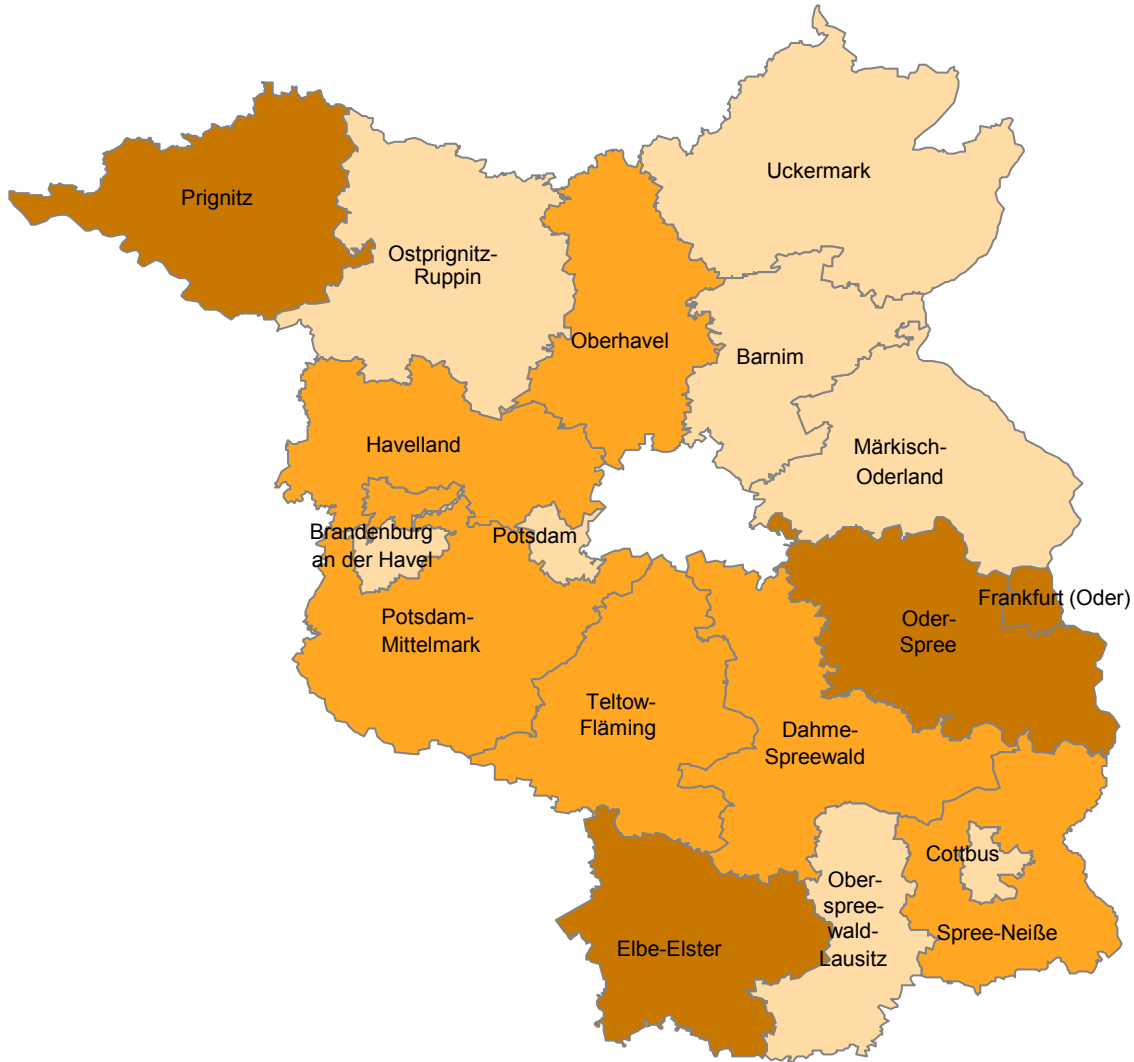 Uckermark
Prignitz
Ostprignitz-
Ruppin
Oberhavel
Barnim
Havelland
Märkisch-
Oderland
Brandenburg
an der Havel
Potsdam
Frankfurt (Oder)
Potsdam-
Mittelmark
Oder-
Spree
Teltow-
Fläming
Dahme-
Spreewald
Cottbus
Ober-
spree-
wald-
Lausitz
Spree-Neiße
Elbe-Elster